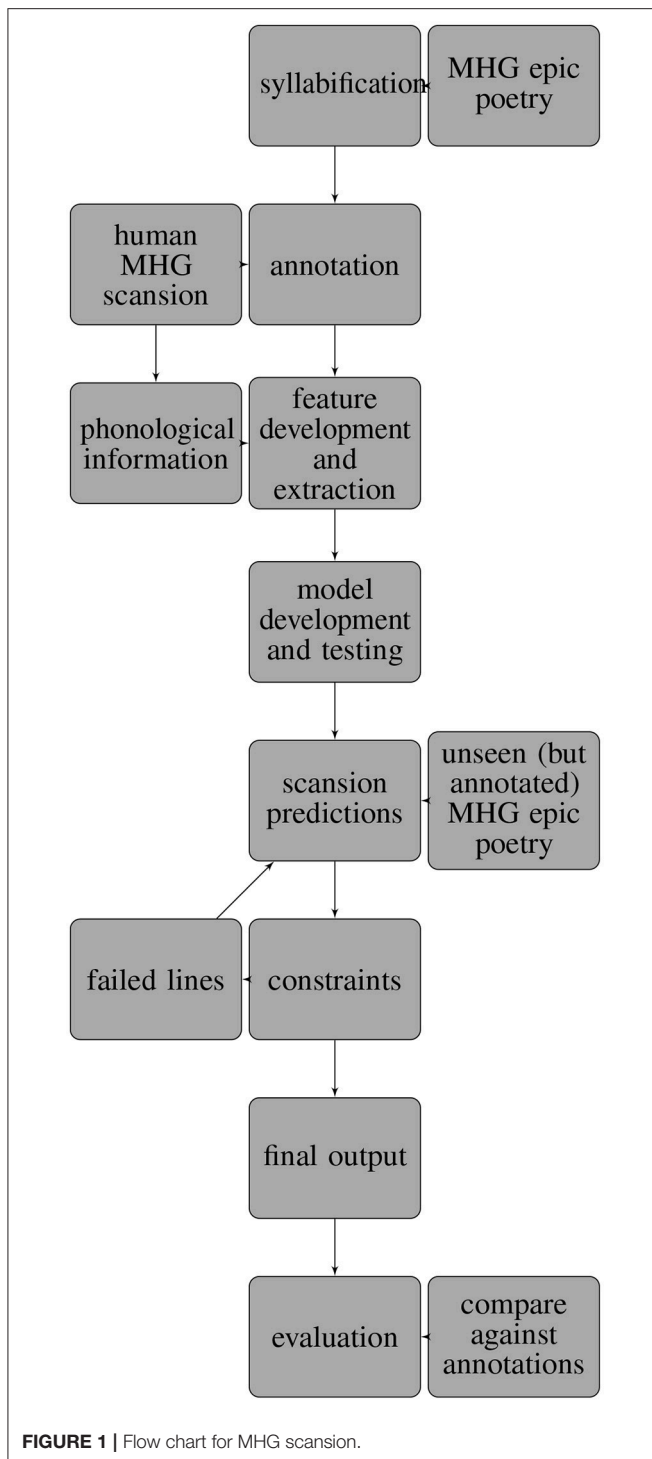 syllabification
MHG epic
poetry
human
MHG
scansion
annotation
phonological
information
feature
development
and
extraction
model
development
and testing
scansion
predictions
unseen (but
annotated)
MHG epic
poetry
failed lines
constraints
final output
evaluation
compare
against
annotations
FIGURE 1 | Flow chart for MHG scansion.